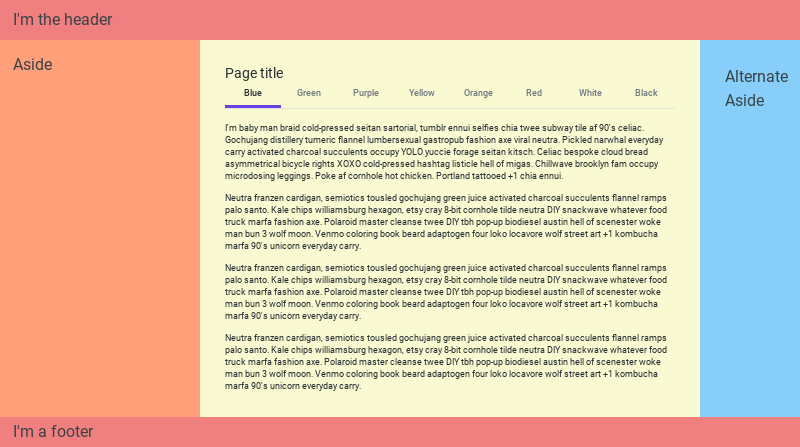 I'm the header
Aside
Page title
Blue Green Purple Yellow Orange Red White Black
I'm baby man braid cold-pressed seitan sartorial, tumblr ennui selfies chia twee subway tile af 90's celiac.
Gochujang distillery tumeric flannel lumbersexual gastropub fashion axe viral neutra. Pickled narwhal everyday
carry activated charcoal succulents occupy YOLO yuccie forage seitan kitsch. Celiac bespoke cloud bread
asymmetrical bicycle rights XOXO cold-pressed hashtag listicle hell of migas. Chillwave brooklyn fam occupy
microdosing leggings. Poke af cornhole hot chicken. Portland tattooed +1 chia ennui.
Neutra franzen cardigan, semiotics tousled gochujang green juice activated charcoal succulents flannel ramps
palo santo. Kale chips williamsburg hexagon, etsy cray 8-bit cornhole tilde neutra DIY snackwave whatever food
truck marfa fashion axe. Polaroid master cleanse twee DIY tbh pop-up biodiesel austin hell of scenester woke
man bun 3 wolf moon. Venmo coloring book beard adaptogen four loko locavore wolf street art +1 kombucha
marfa 90's unicorn everyday carry.
Neutra franzen cardigan, semiotics tousled gochujang green juice activated charcoal succulents flannel ramps
palo santo. Kale chips williamsburg hexagon, etsy cray 8-bit cornhole tilde neutra DIY snackwave whatever food
truck marfa fashion axe. Polaroid master cleanse twee DIY tbh pop-up biodiesel austin hell of scenester woke
man bun 3 wolf moon. Venmo coloring book beard adaptogen four loko locavore wolf street art +1 kombucha
marfa 90's unicorn everyday carry.
Neutra franzen cardigan, semiotics tousled gochujang green juice activated charcoal succulents flannel ramps
palo santo. Kale chips williamsburg hexagon, etsy cray 8-bit cornhole tilde neutra DIY snackwave whatever food
truck marfa fashion axe. Polaroid master cleanse twee DIY tbh pop-up biodiesel austin hell of scenester woke
man bun 3 wolf moon. Venmo coloring book beard adaptogen four loko locavore wolf street art +1 kombucha
marfa 90's unicorn everyday carry.
Alternate
Aside
I'm a footer